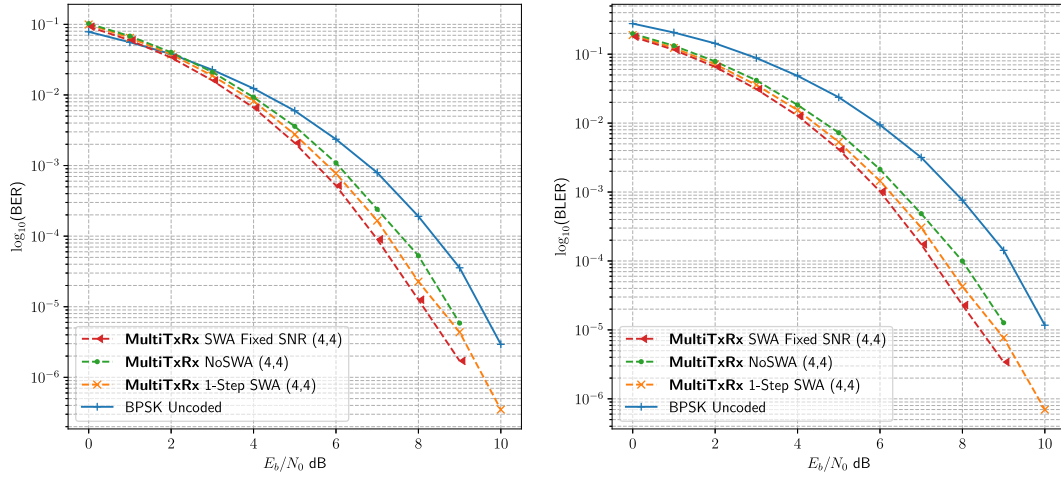 10⁻¹
10⁻²
10⁻³
10⁻⁴
10⁻⁵
10⁻⁶
log₁₀(BER)
MultiTxRx SWA Fixed SNR (4,4)
MultiTxRx NoSWA (4,4)
MultiTxRx 1-Step SWA (4,4)
BPSK Uncoded
0 2 4 6 8 10
E_b/N_0 dB
10⁻¹
10⁻²
10⁻³
10⁻⁴
10⁻⁵
10⁻⁶
log₁₀(BLER)
MultiTxRx SWA Fixed SNR (4,4)
MultiTxRx NoSWA (4,4)
MultiTxRx 1-Step SWA (4,4)
BPSK Uncoded
0 2 4 6 8 10
E_b/N_0 dB